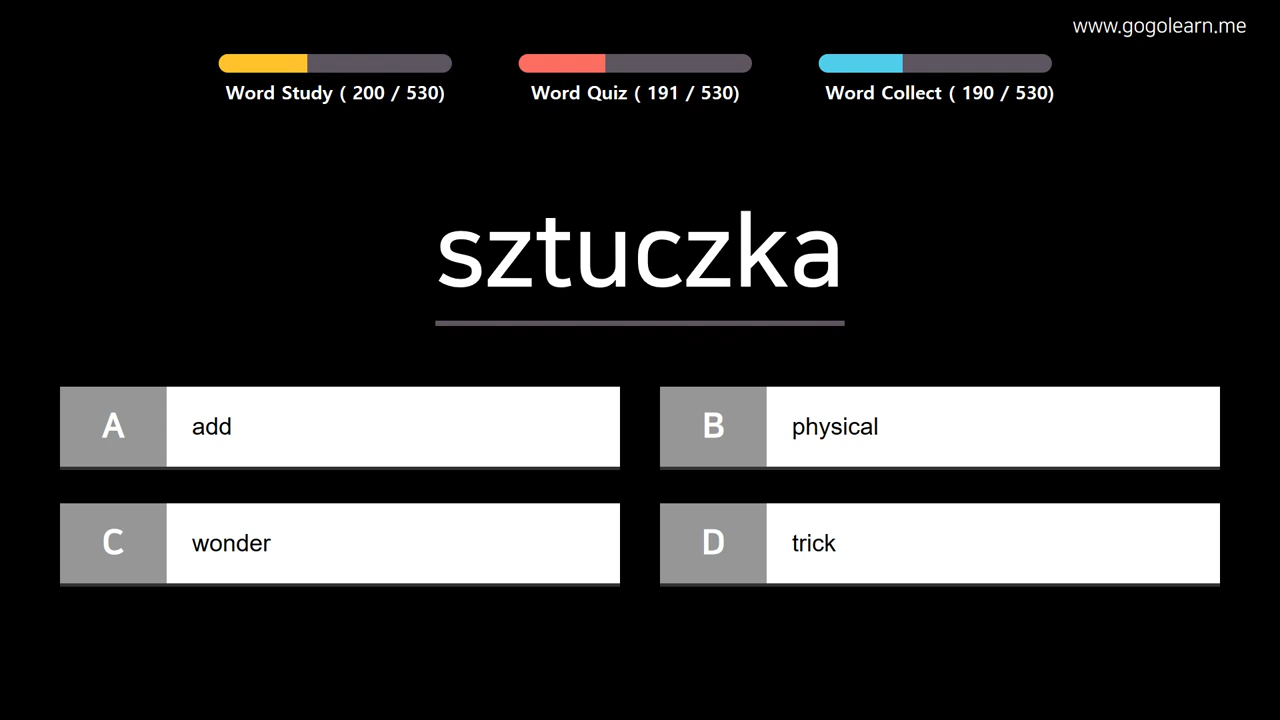 www.gogolearn.me
Word Study ( 200 / 530)
Word Quiz ( 191 / 530)
Word Collect ( 190 / 530)
sztuczka
A add
B physical
C wonder
D trick